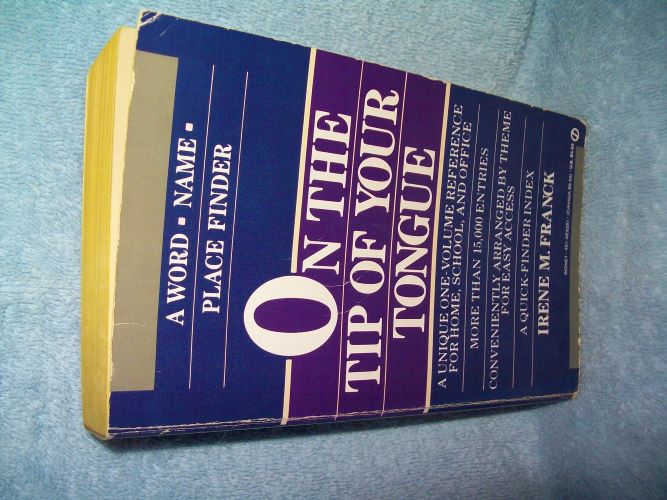 A WORD ▪ NAME ▪
PLACE FINDER
ON THE
TIP OF YOUR
TONGUE
A UNIQUE ONE-VOLUME REFERENCE
FOR HOME, SCHOOL, AND OFFICE
MORE THAN 15,000 ENTRIES
CONVENIENTLY ARRANGED BY THEME
FOR EASY ACCESS
A QUICK-FINDER INDEX
IRENE M. FRANCK
SIGNET